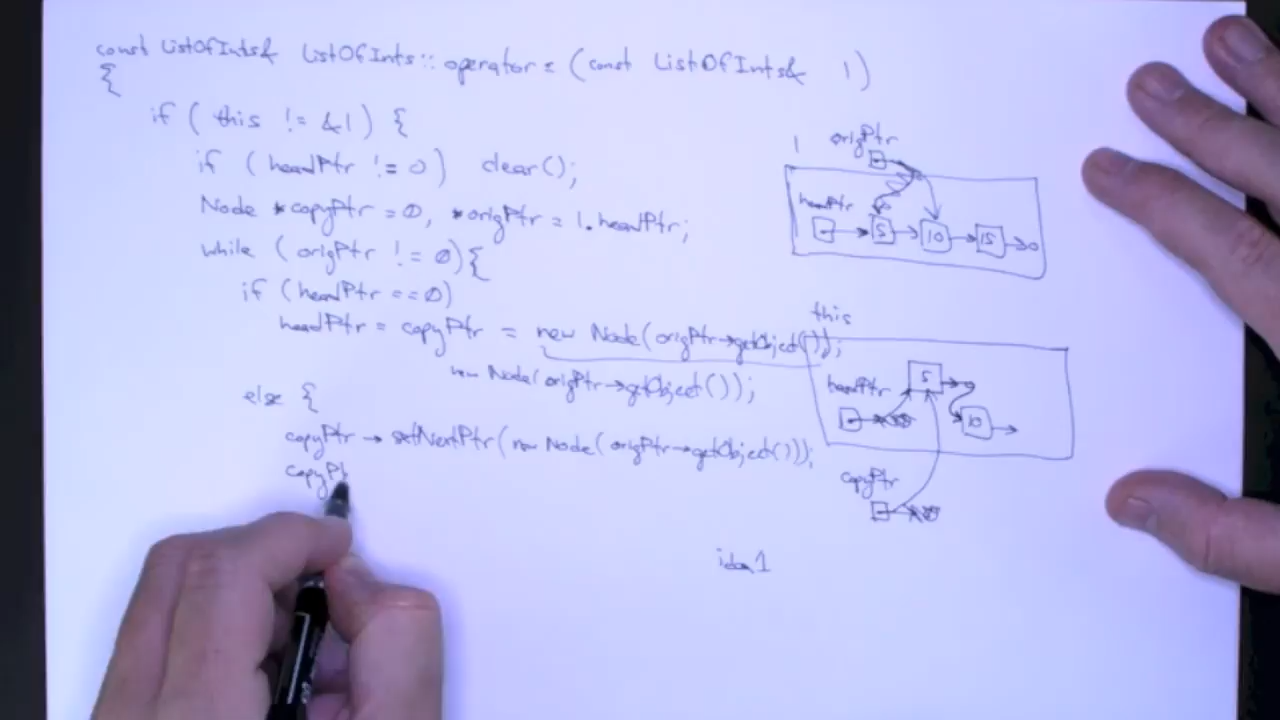 const ListOfInts& ListOfInts::operator= (const ListOfInts& l)
{
if ( this != &l ) {
if ( headPtr != 0 ) clear();
Node *copyPtr = 0, *origPtr = l.headPtr;
while ( origPtr != 0){
if (headPtr == 0)
headPtr = copyPtr = new Node(origPtr→getObject());
new Node(origPtr→getObject());
else {
copyPtr → setNextPtr(new Node( origPtr→getObject()));
copyPt
l
origPtr
headPtr
5
10
15
0
this
headPtr
5
10
copyPtr
idea 1